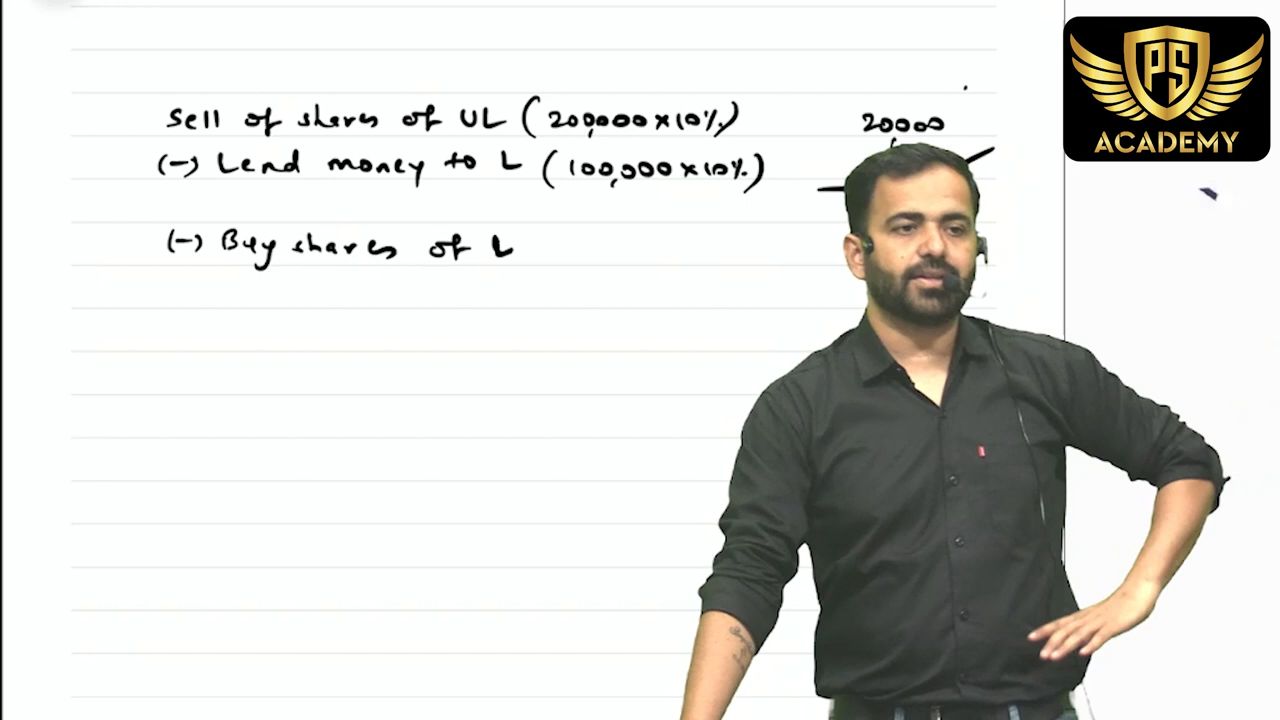 PS
ACADEMY
Sell of shares of UL (200,000 x 10%) 20000
(-) Lend money to L (100,000 x 10%)
(-) Buy shares of L